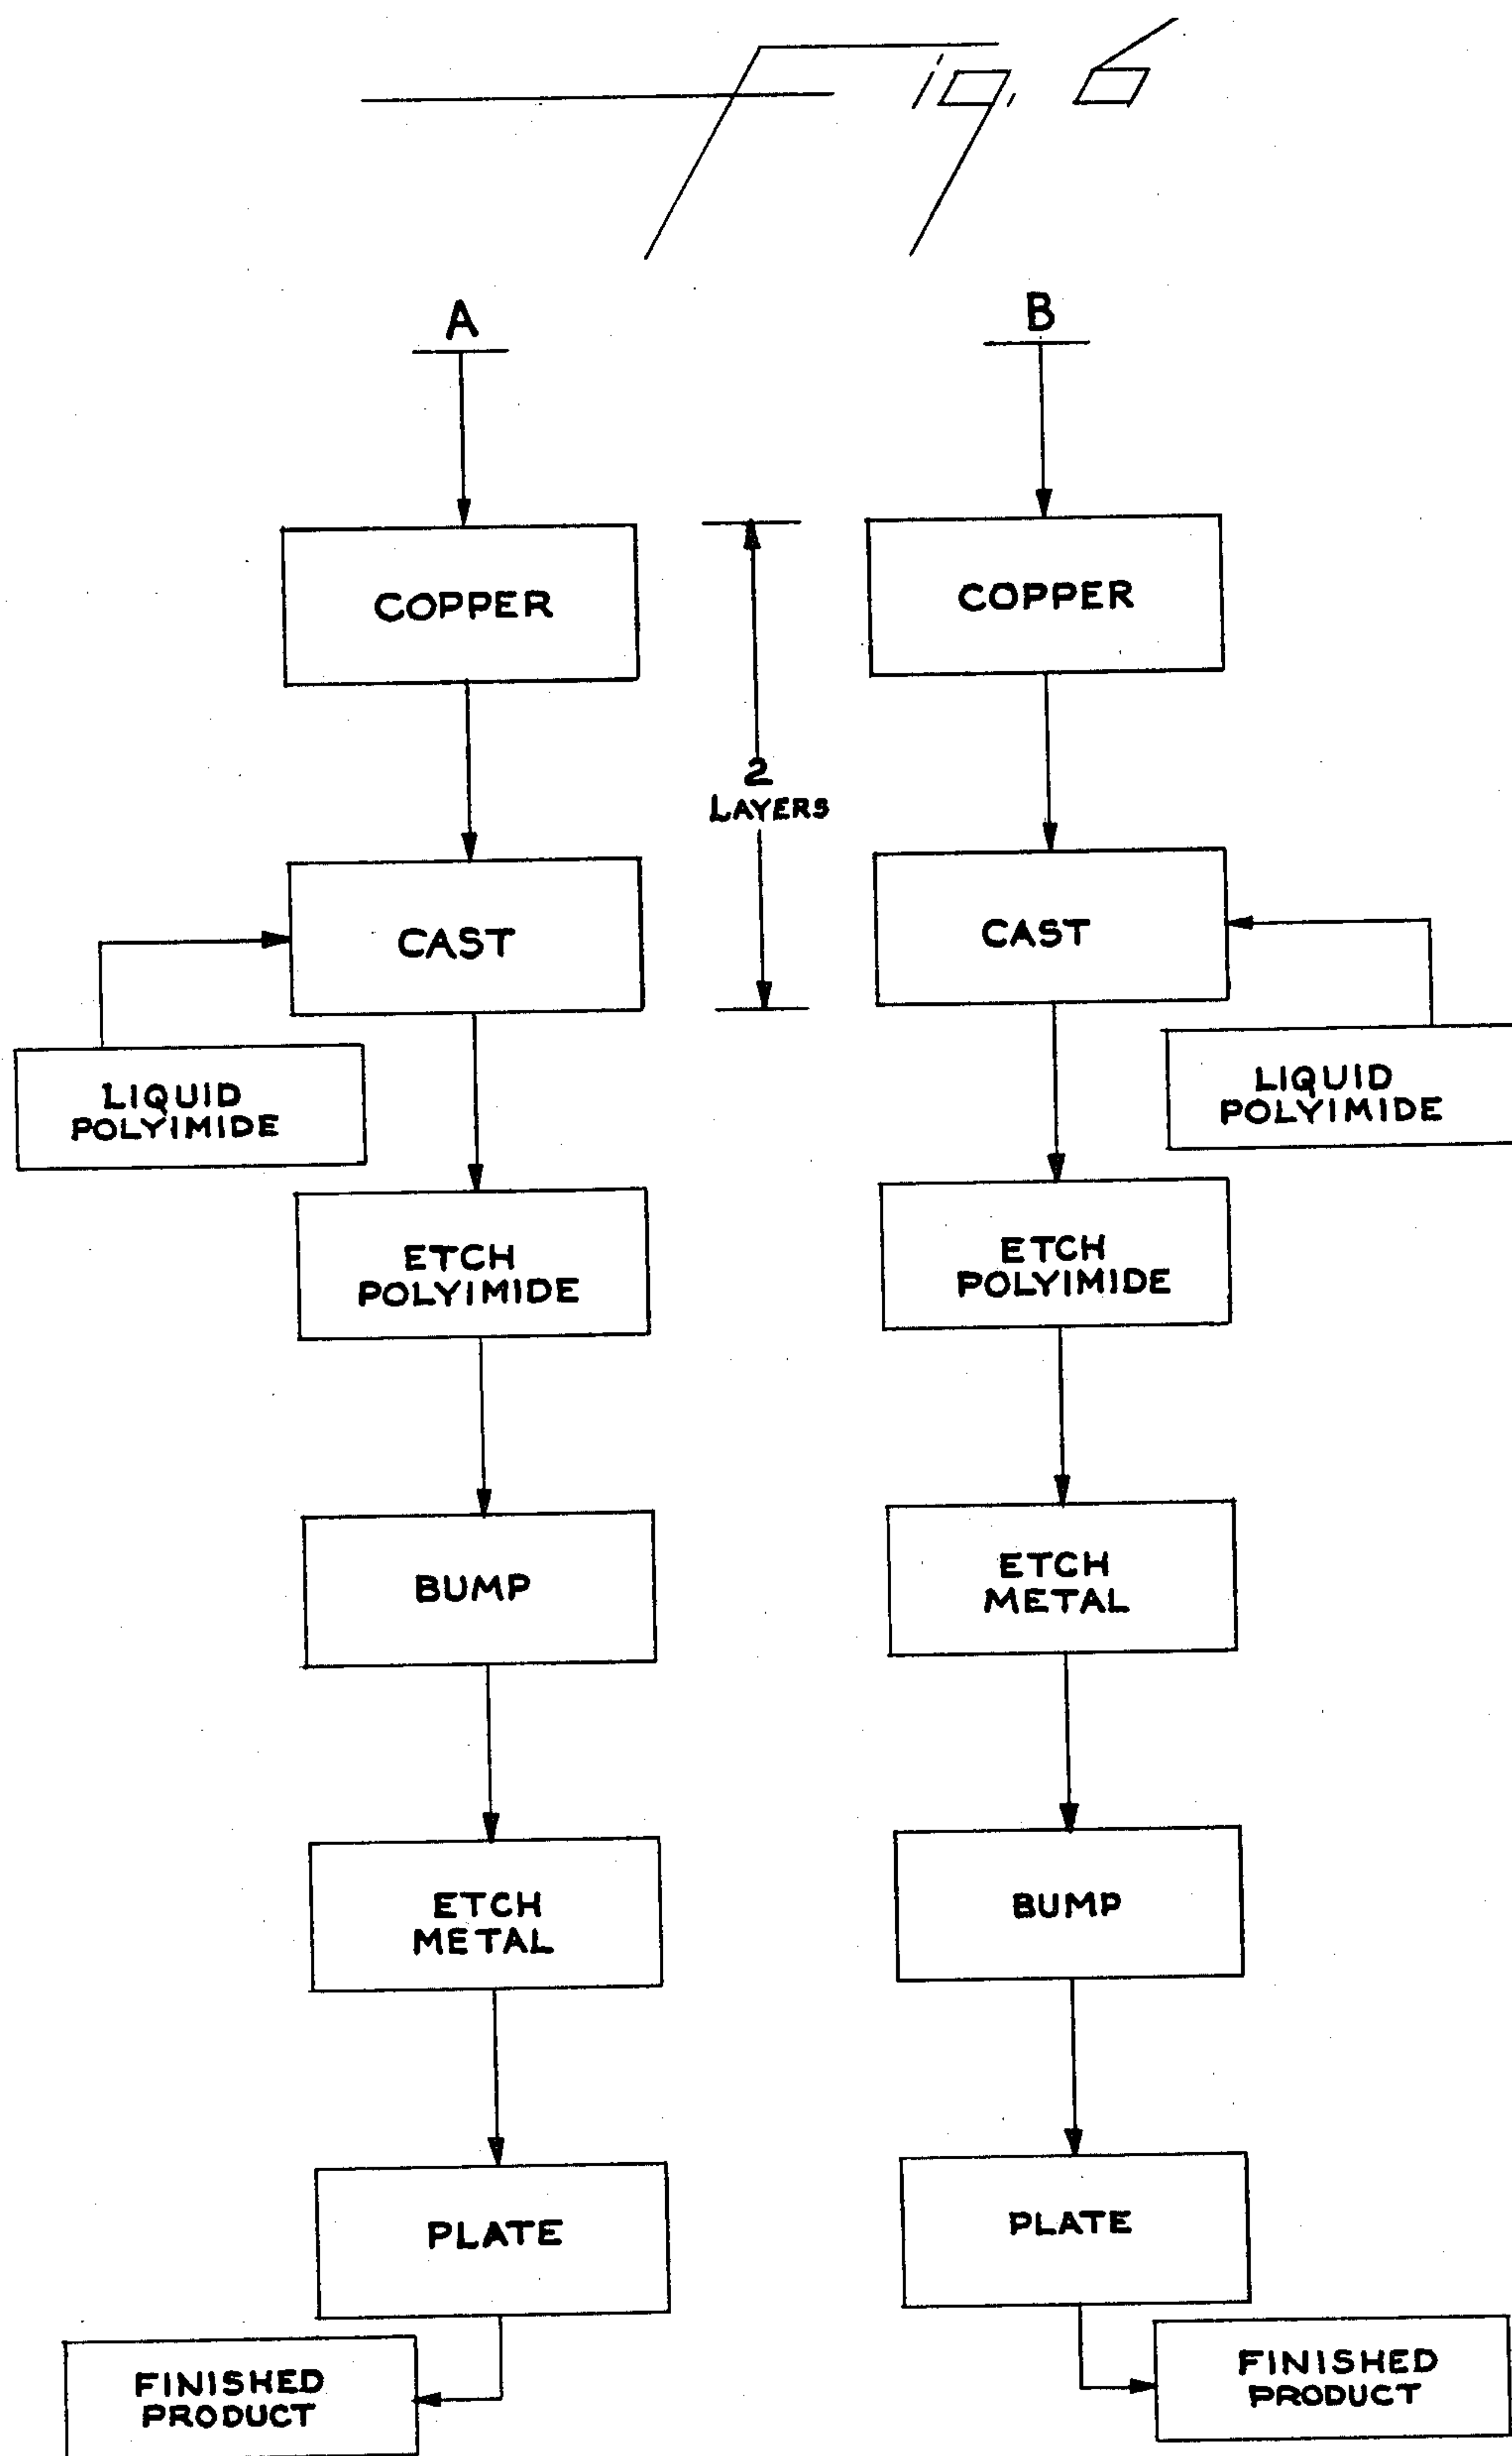 Fig. 6
A
COPPER
CAST
LIQUID
POLYIMIDE
ETCH
POLYIMIDE
BUMP
ETCH
METAL
PLATE
FINISHED
PRODUCT
2
LAYERS
B
COPPER
CAST
LIQUID
POLYIMIDE
ETCH
POLYIMIDE
ETCH
METAL
BUMP
PLATE
FINISHED
PRODUCT